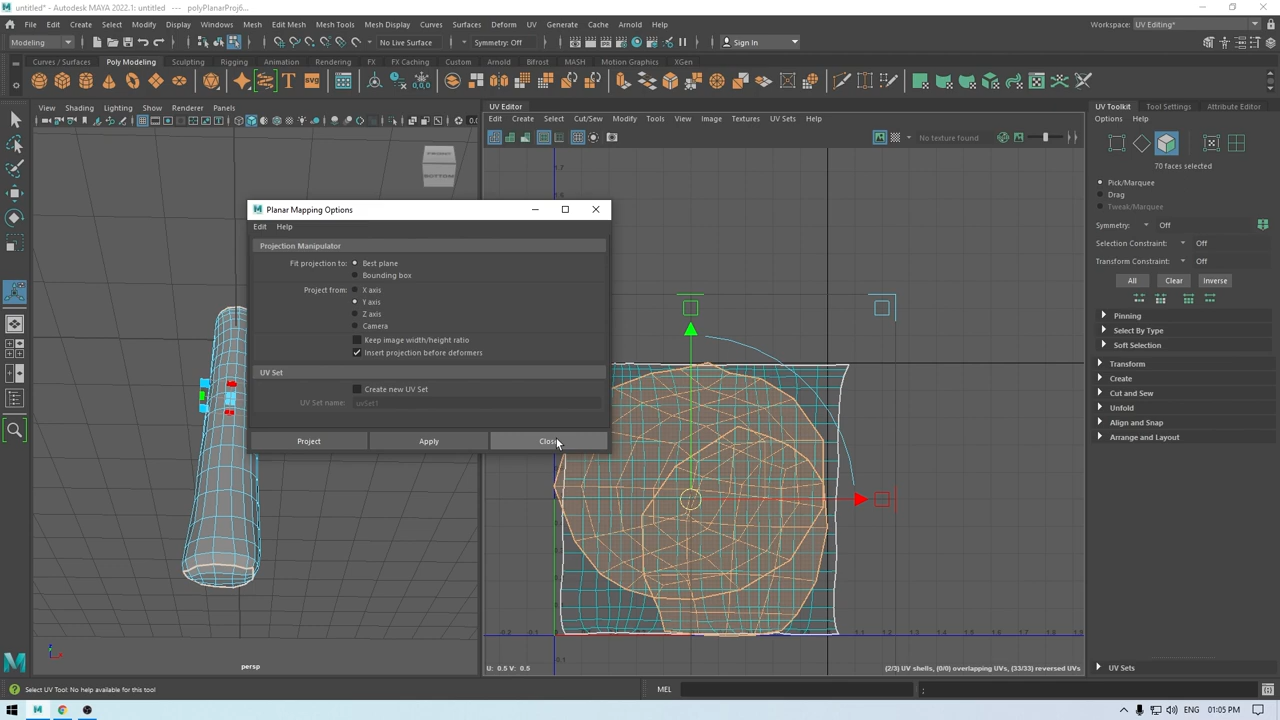 untitled* - Autodesk MAYA 2022.1: untitled --- polyPlanarProj6...
File Edit Create Select Modify Display Windows Mesh Edit Mesh Mesh Tools Mesh Display Curves Surfaces Deform UV Generate Cache Arnold Help
Workspace: UV Editing*
Modeling No Live Surface Symmetry: Off Sign In
Curves / Surfaces Poly Modeling Sculpting Rigging Animation Rendering FX FX Caching Custom Arnold Bifrost MASH Motion Graphics XGen
View Shading Lighting Show Renderer Panels
UV Editor
Edit Create Select Cut/Sew Modify Tools View Image Textures UV Sets Help
No texture found
UV Toolkit Tool Settings Attribute Editor
Options Help
70 faces selected
Pick/Marquee
Drag
Tweak/Marquee
Symmetry: Off
Selection Constraint: Off
Transform Constraint: Off
All Clear Inverse
Pinning
Select By Type
Soft Selection
Transform
Create
Cut and Sew
Unfold
Align and Snap
Arrange and Layout
UV Sets
FRONT
BOTTOM
Planar Mapping Options
Edit Help
Projection Manipulator
Fit projection to: Best plane
Bounding box
Project from: X axis
Y axis
Z axis
Camera
Keep image width/height ratio
Insert projection before deformers
UV Set
Create new UV Set
UV Set name: uvSet1
Project Apply Close
persp
U: 0.5 V: 0.5
(2/3) UV shells, (0/0) overlapping UVs, (33/33) reversed UVs
Select UV Tool: No help available for this tool
MEL
;
ENG 01:05 PM